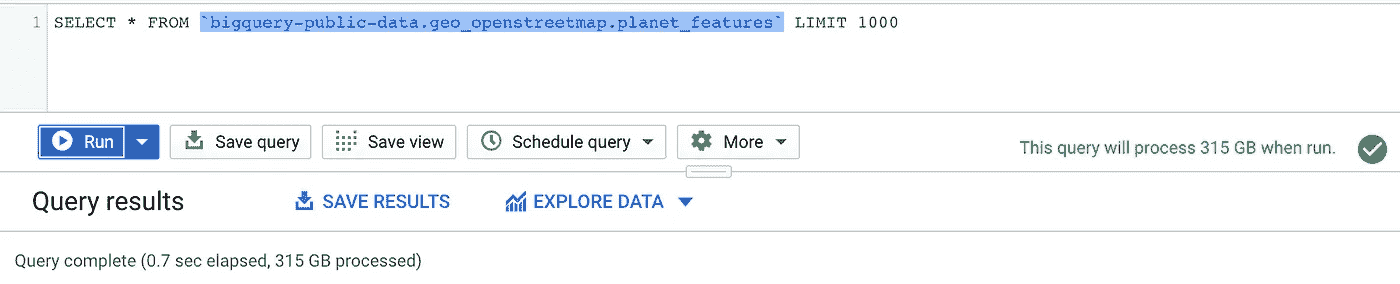 1 SELECT * FROM `bigquery-public-data.geo_openstreetmap.planet_features` LIMIT 1000
Run Save query Save view Schedule query More This query will process 315 GB when run.
Query results SAVE RESULTS EXPLORE DATA
Query complete (0.7 sec elapsed, 315 GB processed)